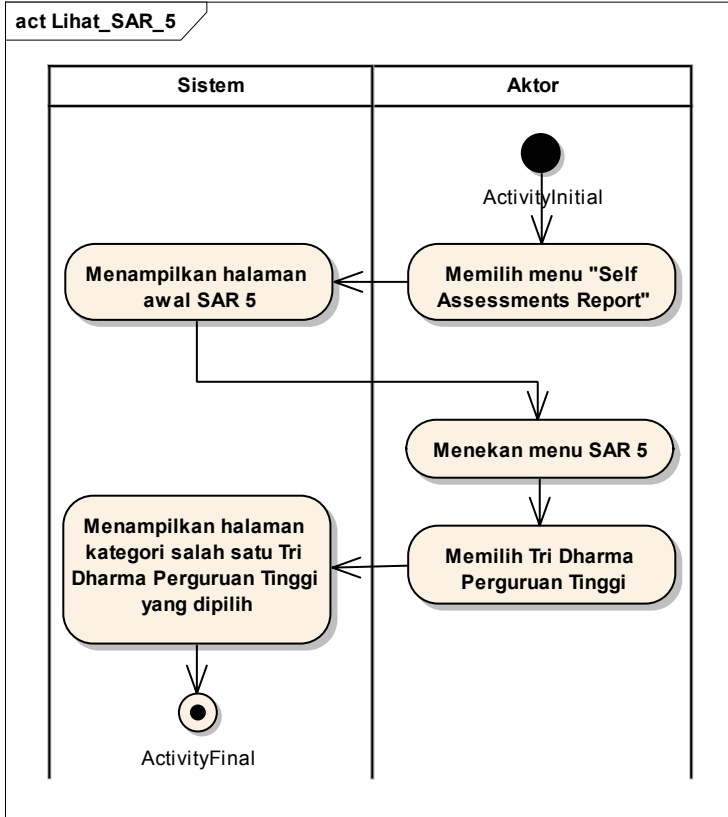 act Lihat_SAR_5
Sistem
Aktor
ActivityInitial
Memilih menu "Self
Assessments Report"
Menampilkan halaman
awal SAR 5
Menekan menu SAR 5
Memilih Tri Dharma
Perguruan Tinggi
Menampilkan halaman
kategori salah satu Tri
Dharma Perguruan Tinggi
yang dipilih
ActivityFinal